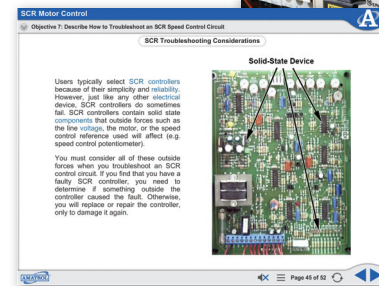 SCR Motor Control
Objective 7: Describe How to Troubleshoot an SCR Speed Control Circuit
SCR Troubleshooting Considerations
Users typically select SCR controllers
because of their simplicity and reliability.
However, just like any other electrical
device, SCR controllers do sometimes
fail. SCR controllers contain solid state
components that outside forces such as
the line voltage, the motor, or the speed
control reference used will affect (e.g.
speed control potentiometer).
You must consider all of these outside
forces when you troubleshoot an SCR
control circuit. If you find that you have a
faulty SCR controller, you need to
determine if something outside the
controller caused the fault. Otherwise,
you will replace or repair the controller,
only to damage it again.
Solid-State Device
AMATROL
Page 45 of 52